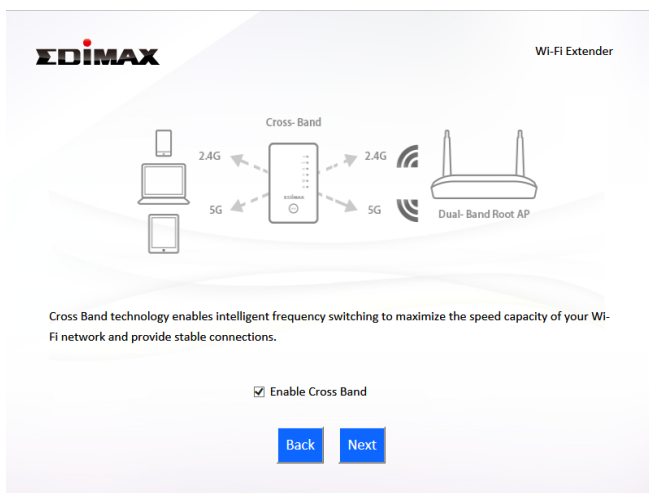 EDIMAX
Wi-Fi Extender
Cross-Band
2.4G
2.4G
EDIMAX
5G
5G
Dual-Band Root AP
Cross Band technology enables intelligent frequency switching to maximize the speed capacity of your Wi-
Fi network and provide stable connections.
Enable Cross Band
Back
Next